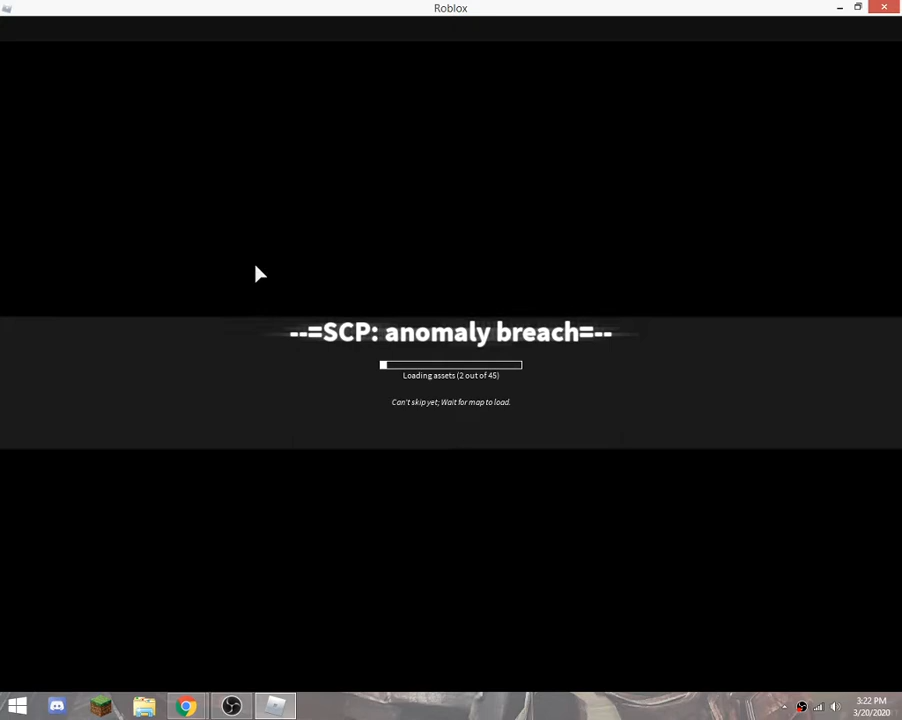 Roblox
--=SCP: anomaly breach=--
Loading assets (2 out of 45)
Can't skip yet; Wait for map to load.
3:22 PM
3/20/2020